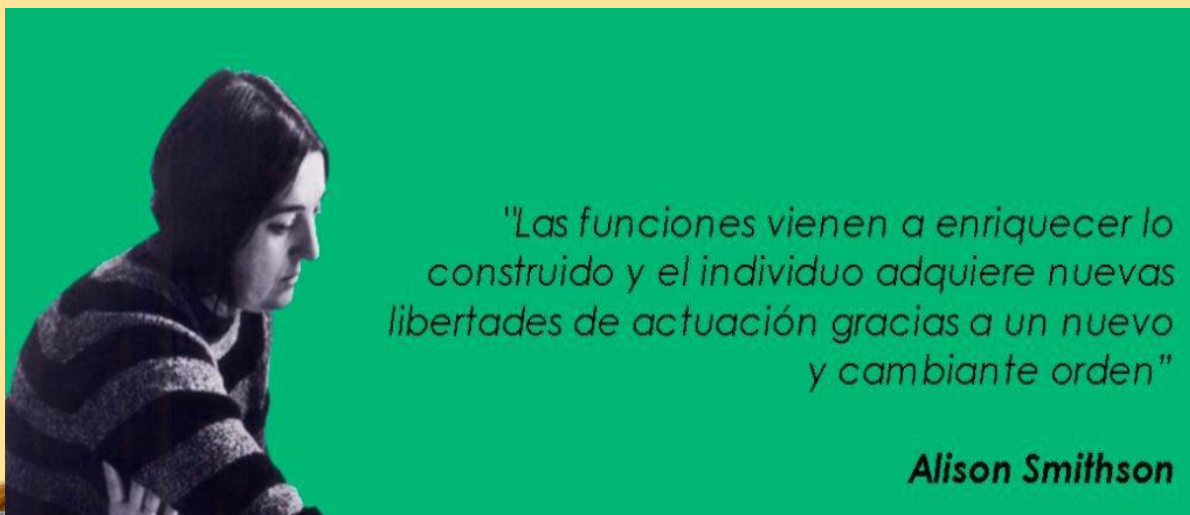 "Las funciones vienen a enriquecer lo
construido y el individuo adquiere nuevas
libertades de actuación gracias a un nuevo
y cambiante orden”
Alison Smithson